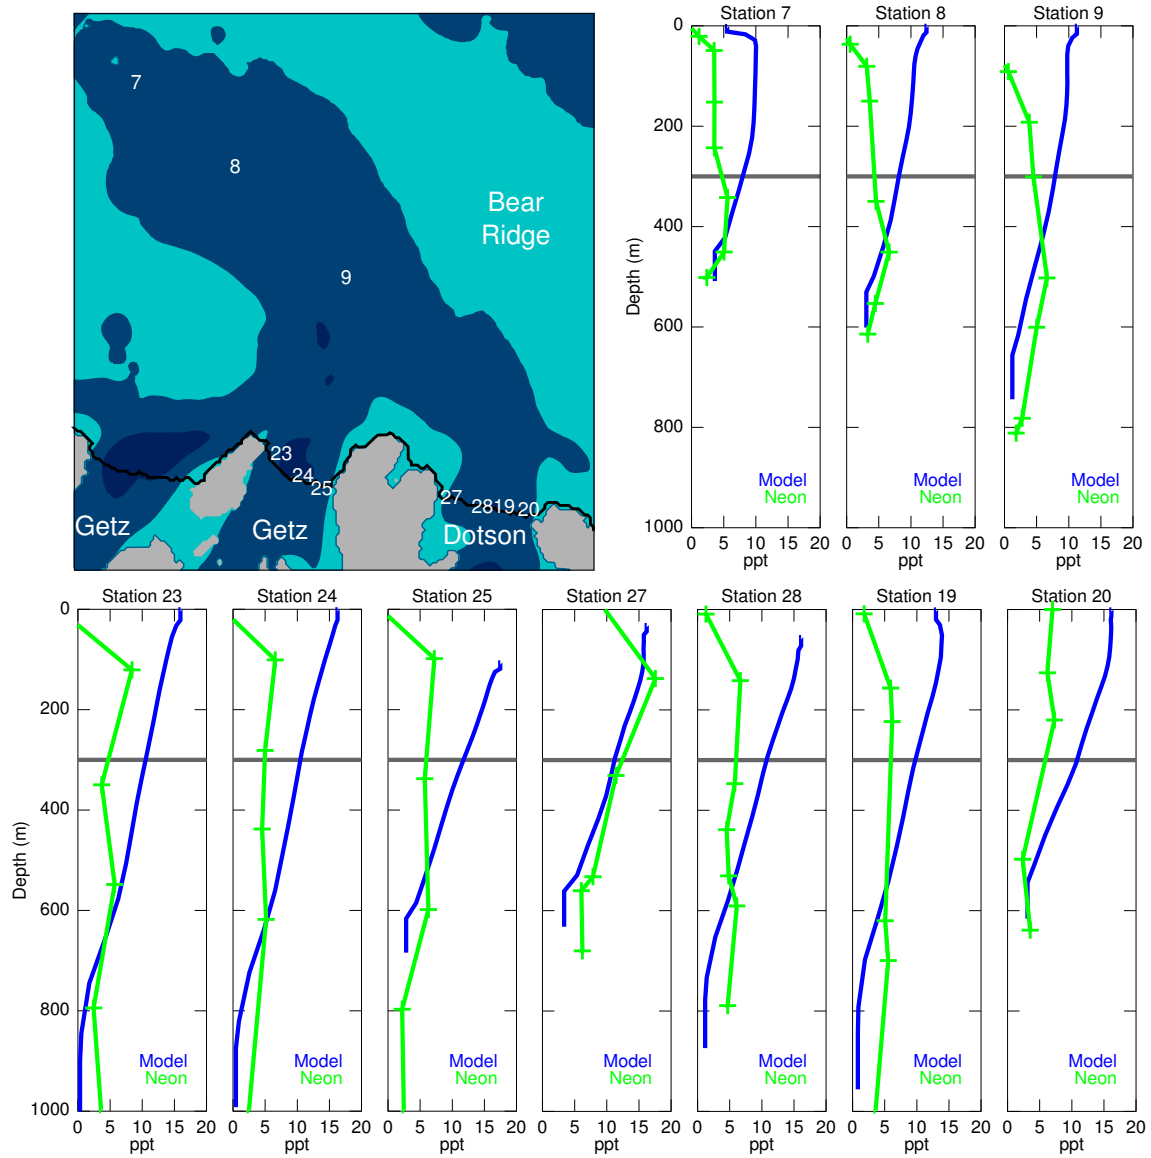 7
8
9
Bear
Ridge
23
24
25
27
28 19 20
Getz
Getz
Dotson
Station 7
Station 8
Station 9
0
200
400
600
800
1000
Depth (m)
Model
Neon
Model
Neon
Model
Neon
0 5 10 15 20
0 5 10 15 20
0 5 10 15 20
ppt
ppt
ppt
Station 23
Station 24
Station 25
Station 27
Station 28
Station 19
Station 20
0
200
400
600
800
1000
Depth (m)
Model
Neon
Model
Neon
Model
Neon
Model
Neon
Model
Neon
Model
Neon
Model
Neon
0 5 10 15 20
0 5 10 15 20
0 5 10 15 20
0 5 10 15 20
0 5 10 15 20
0 5 10 15 20
0 5 10 15 20
ppt
ppt
ppt
ppt
ppt
ppt
ppt